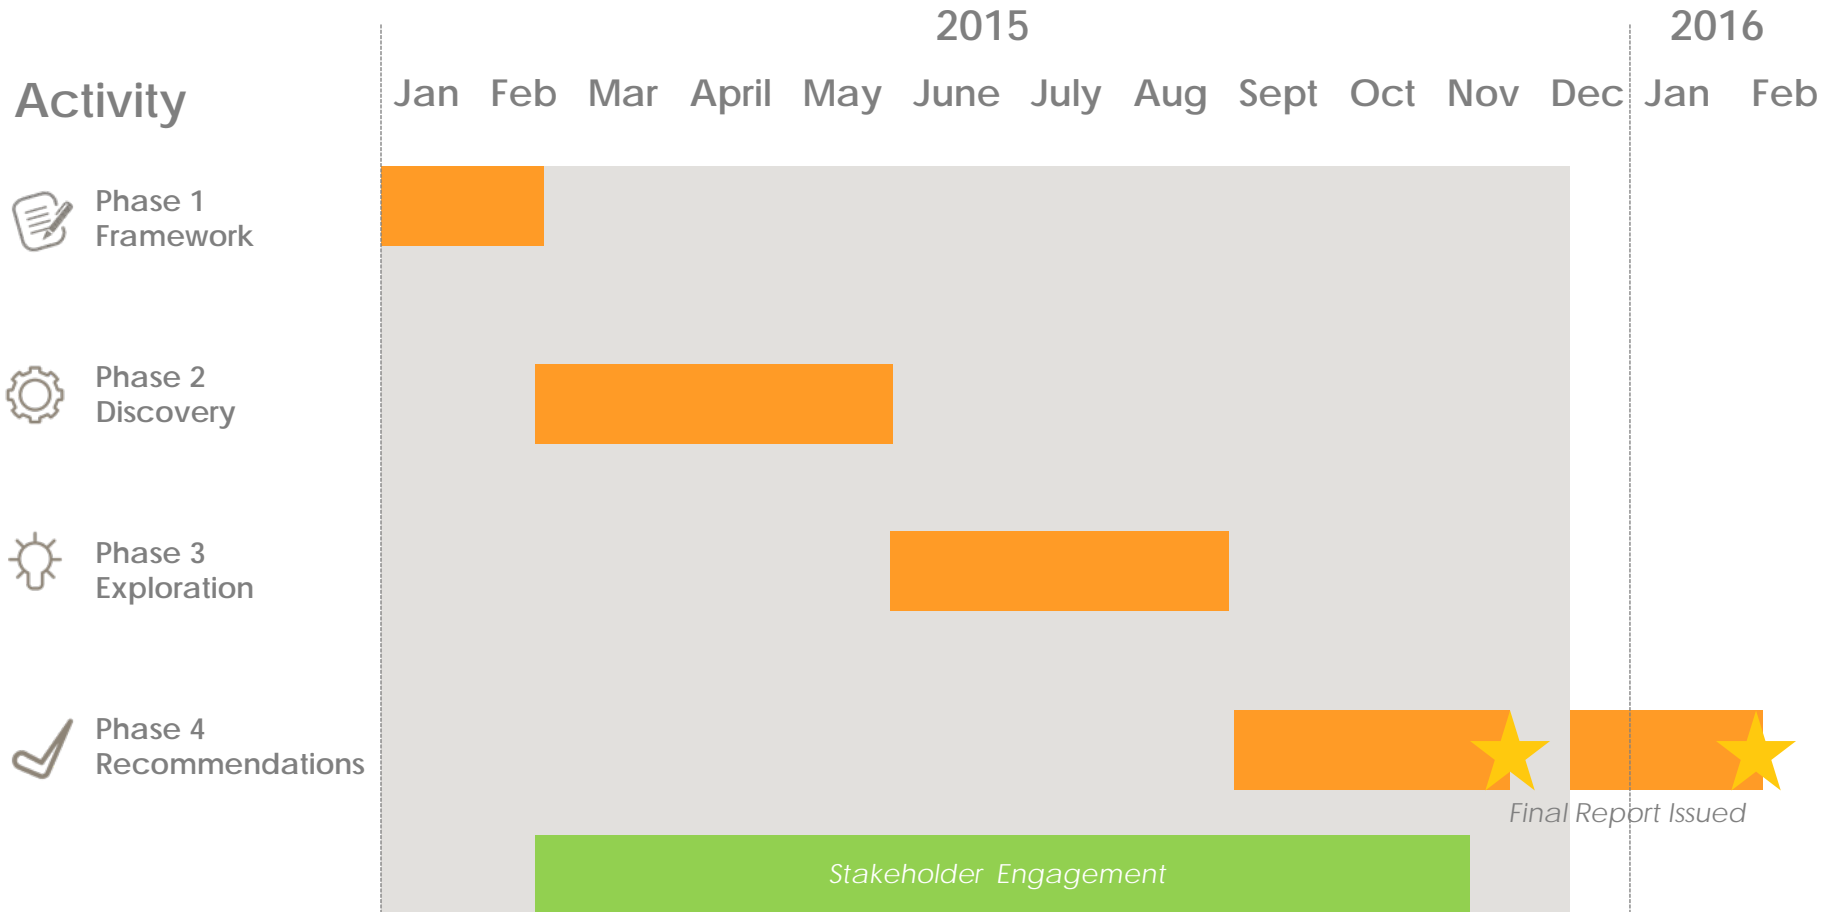 2015 2016
Activity Jan Feb Mar April May June July Aug Sept Oct Nov Dec Jan Feb
Phase 1
Framework
Phase 2
Discovery
Phase 3
Exploration
Phase 4
Recommendations
Final Report Issued
Stakeholder Engagement